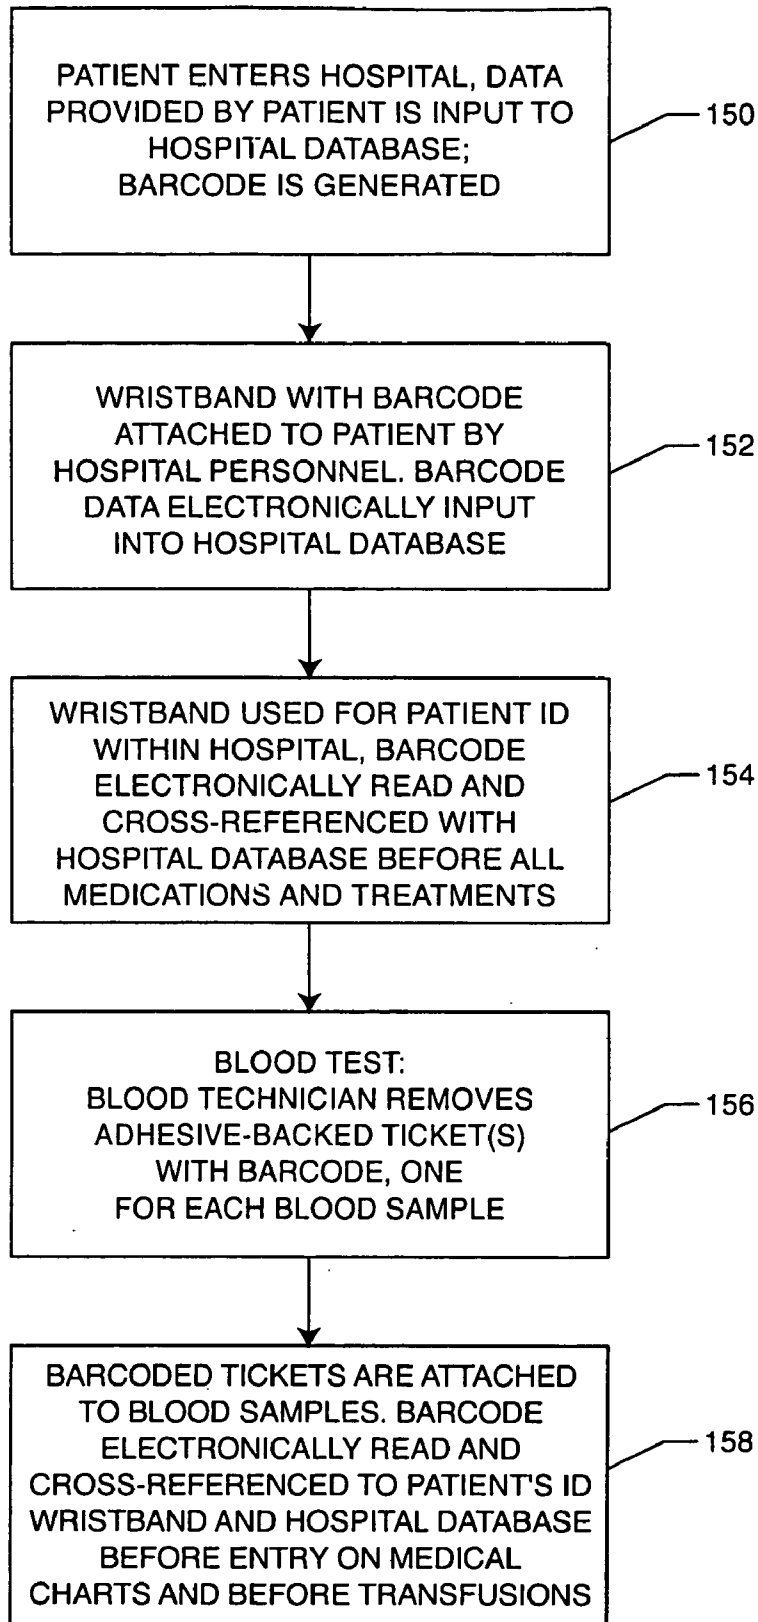 PATIENT ENTERS HOSPITAL, DATA
PROVIDED BY PATIENT IS INPUT TO
HOSPITAL DATABASE;
BARCODE IS GENERATED
150
WRISTBAND WITH BARCODE
ATTACHED TO PATIENT BY
HOSPITAL PERSONNEL. BARCODE
DATA ELECTRONICALLY INPUT
INTO HOSPITAL DATABASE
152
WRISTBAND USED FOR PATIENT ID
WITHIN HOSPITAL, BARCODE
ELECTRONICALLY READ AND
CROSS-REFERENCED WITH
HOSPITAL DATABASE BEFORE ALL
MEDICATIONS AND TREATMENTS
154
BLOOD TEST:
BLOOD TECHNICIAN REMOVES
ADHESIVE-BACKED TICKET(S)
WITH BARCODE, ONE
FOR EACH BLOOD SAMPLE
156
BARCODED TICKETS ARE ATTACHED
TO BLOOD SAMPLES. BARCODE
ELECTRONICALLY READ AND
CROSS-REFERENCED TO PATIENT'S ID
WRISTBAND AND HOSPITAL DATABASE
BEFORE ENTRY ON MEDICAL
CHARTS AND BEFORE TRANSFUSIONS
158